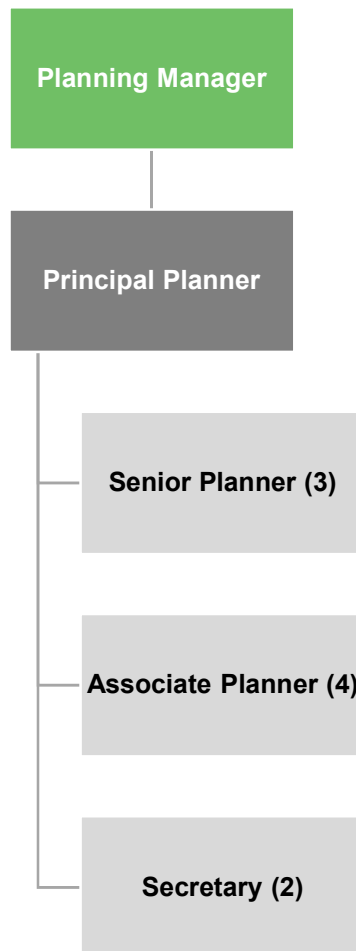 Planning Manager
Principal Planner
Senior Planner (3)
Associate Planner (4)
Secretary (2)